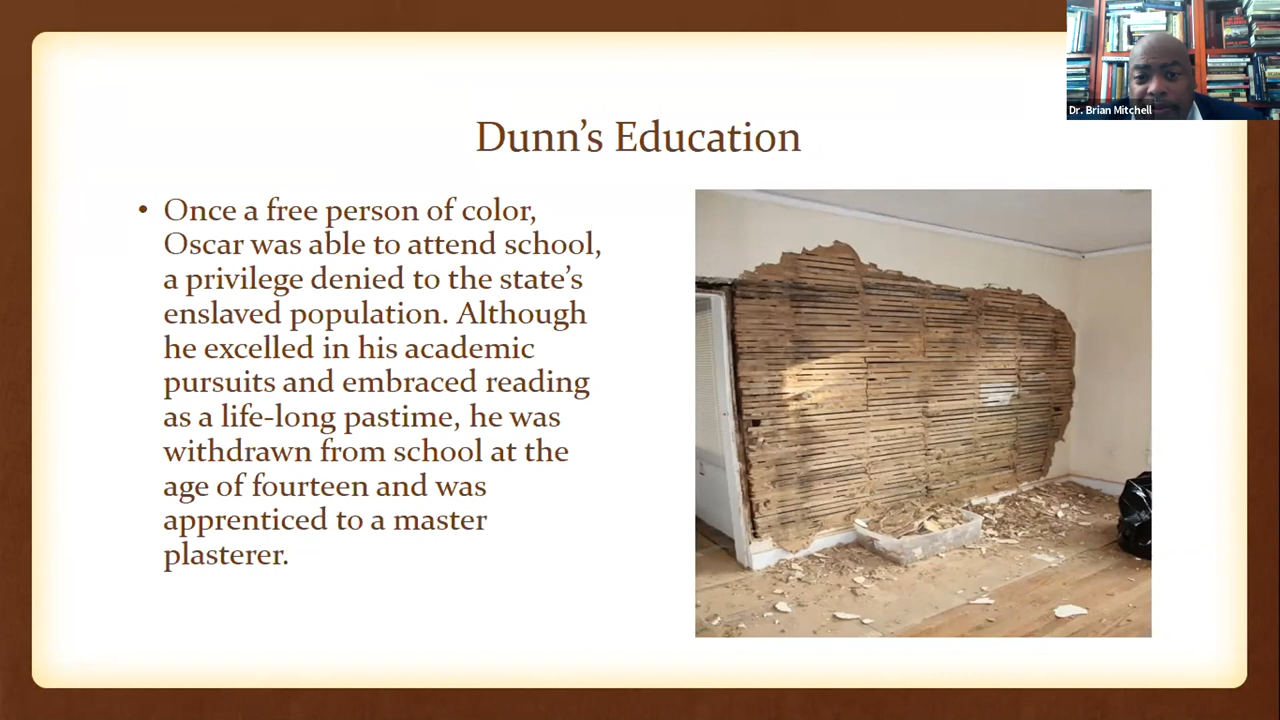 Dr. Brian Mitchell
Dunn’s Education
• Once a free person of color,
Oscar was able to attend school,
a privilege denied to the state’s
enslaved population. Although
he excelled in his academic
pursuits and embraced reading
as a life-long pastime, he was
withdrawn from school at the
age of fourteen and was
apprenticed to a master
plasterer.